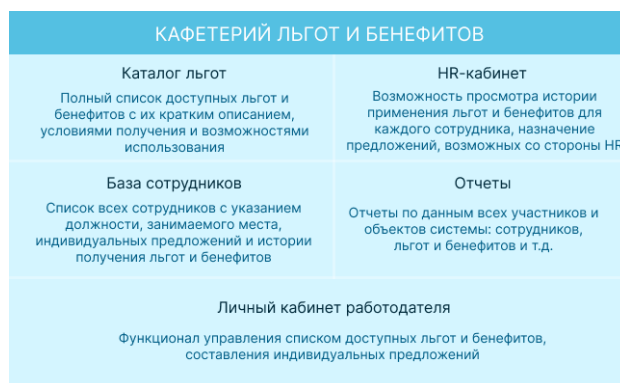 КАФЕТЕРИЙ ЛЬГОТ И БЕНЕФИТОВ
Каталог льгот
Полный список доступных льгот и
бенефитов с их кратким описанием,
условиями получения и возможностями
использования
HR-кабинет
Возможность просмотра истории
применения льгот и бенефитов для
каждого сотрудника, назначение
предложений, возможных со стороны HR
База сотрудников
Список всех сотрудников с указанием
должности, занимаемого места,
индивидуальных предложений и истории
получения льгот и бенефитов
Отчеты
Отчеты по данным всех участников и
объектов системы: сотрудников,
льгот и бенефитов и т.д.
Личный кабинет работодателя
Функционал управления списком доступных льгот и бенефитов,
составления индивидуальных предложений